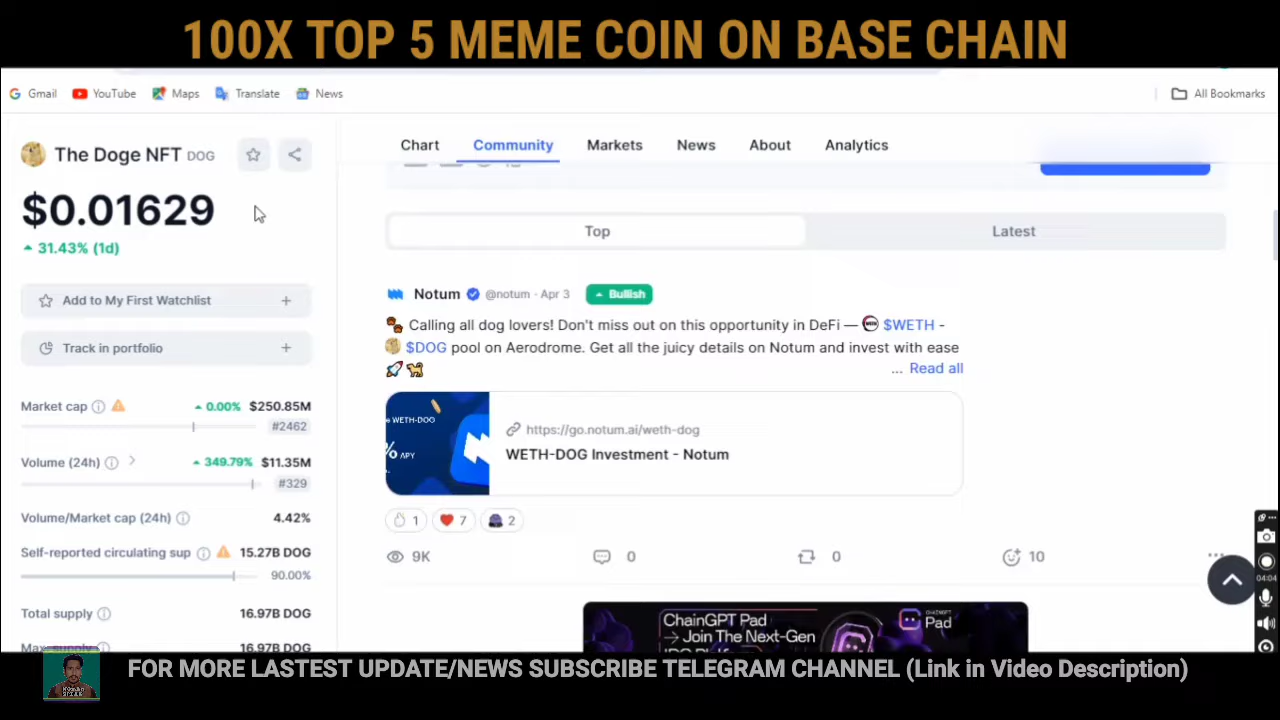 100X TOP 5 MEME COIN ON BASE CHAIN
Gmail YouTube Maps Translate News All Bookmarks
The Doge NFT DOG
$0.01629
31.43% (1d)
Add to My First Watchlist
Track in portfolio
Market cap 0.00% $250.85M
#2462
Volume (24h) 349.79% $11.35M
#329
Volume/Market cap (24h) 4.42%
Self-reported circulating sup 15.27B DOG
90.00%
Total supply 16.97B DOG
Max supply 16.97B DOG
Chart Community Markets News About Analytics
Top Latest
Notum @notum · Apr 3 Bullish
Calling all dog lovers! Don't miss out on this opportunity in DeFi — $WETH -
$DOG pool on Aerodrome. Get all the juicy details on Notum and invest with ease
... Read all
WETH-DOG
% APY
https://go.notum.ai/weth-dog
WETH-DOG Investment - Notum
1 7 2
9K 0 0 10
ChainGPT Pad
→ Join The Next-Gen
Pad
04:04
FOR MORE LASTEST UPDATE/NEWS SUBSCRIBE TELEGRAM CHANNEL (Link in Video Description)